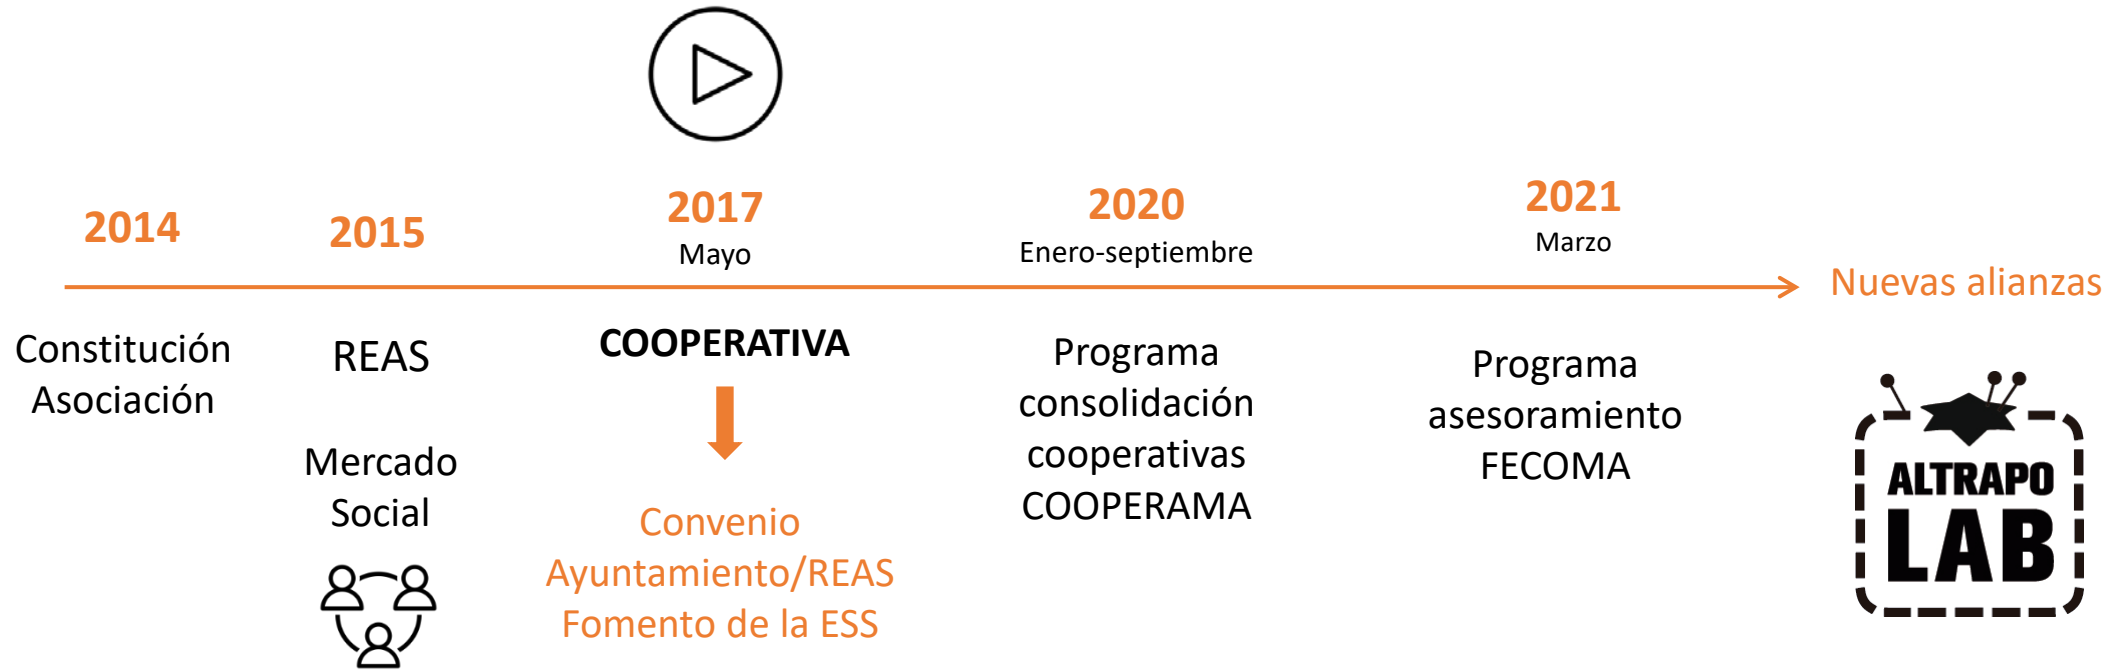 2014
Constitución
Asociación
2015
REAS
Mercado
Social
2017
Mayo
COOPERATIVA
Convenio
Ayuntamiento/REAS
Fomento de la ESS
2020
Enero-septiembre
Programa
consolidación
cooperativas
COOPERAMA
2021
Marzo
Programa
asesoramiento
FECOMA
Nuevas alianzas
ALTRAPO
LAB